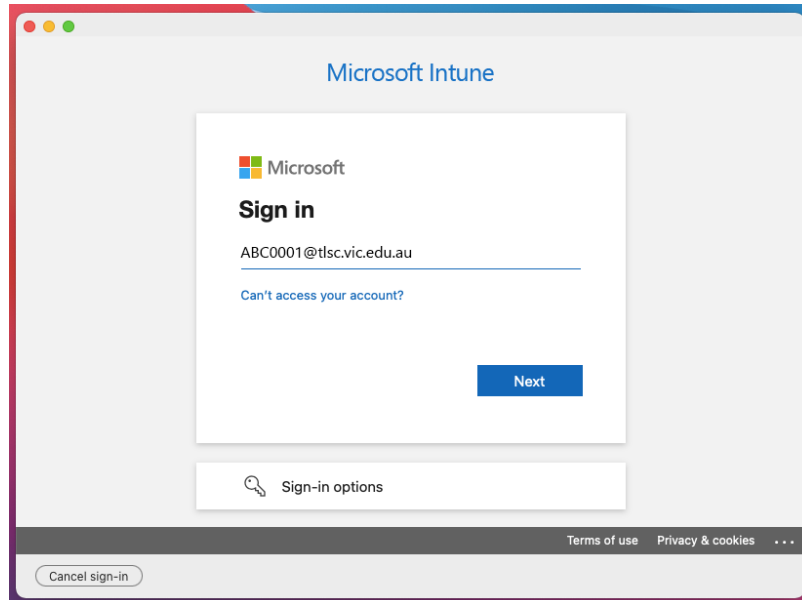 Microsoft Intune
Microsoft
Sign in
ABC0001@tlsc.vic.edu.au
Can't access your account?
Next
Sign-in options
Terms of use Privacy & cookies ...
Cancel sign-in